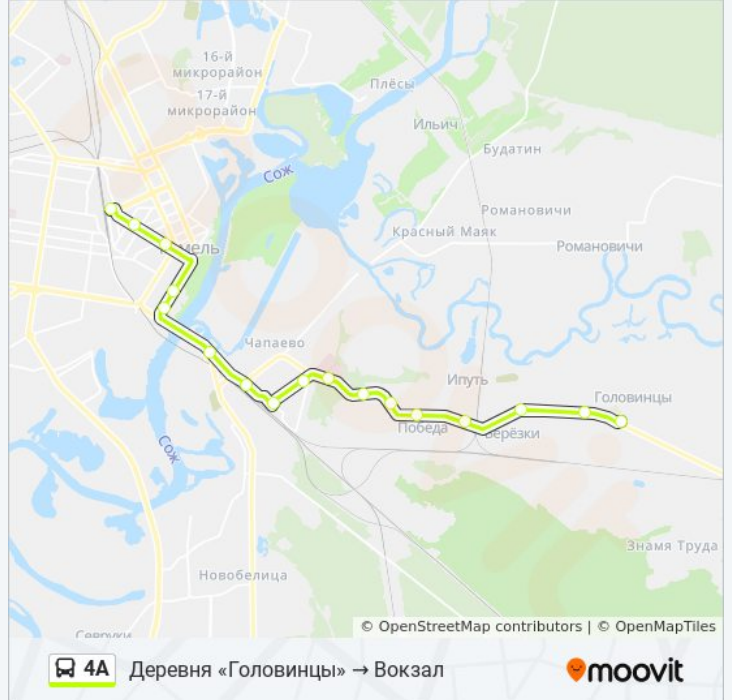 16-й
микрорайон
17-й
микрорайон
Плёсы
Ильич
Будатин
Сож
Романовичи
Красный Маяк
Романовичи
Чапаево
Ипуть
Головинцы
Победа
Берёзки
Сож
Знамя Труда
Новобелица
Севруки
© OpenStreetMap contributors | © OpenMapTiles
4А Деревня «Головинцы» → Вокзал moovit